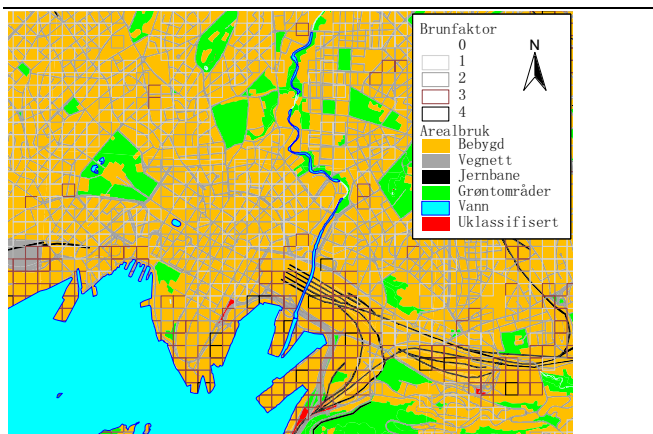 Brunfaktor
0
1
2
3
4
N
Arealbruk
Bebygd
Vegnett
Jernbane
Grøntområder
Vann
Uklassifisert